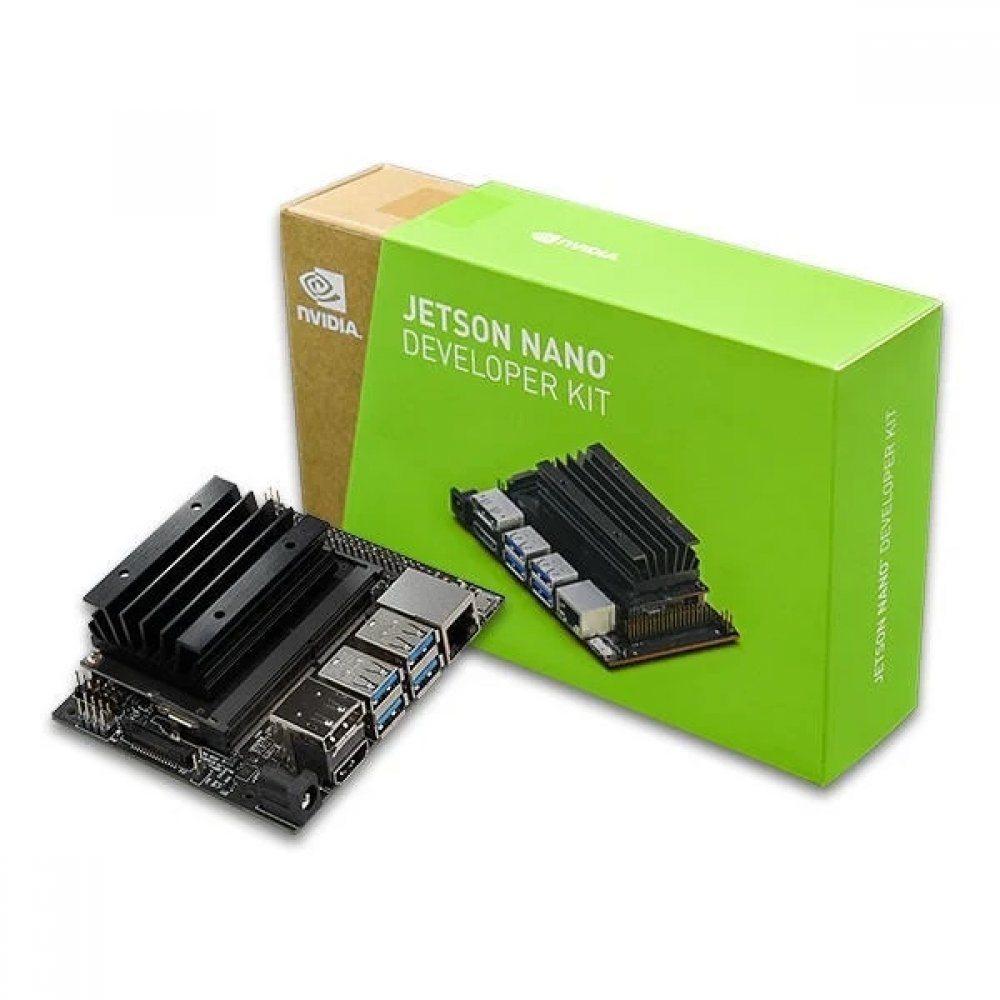 NVIDIA
NVIDIA.
JETSON NANO™
DEVELOPER KIT
JETSON NANO™ DEVELOPER KIT